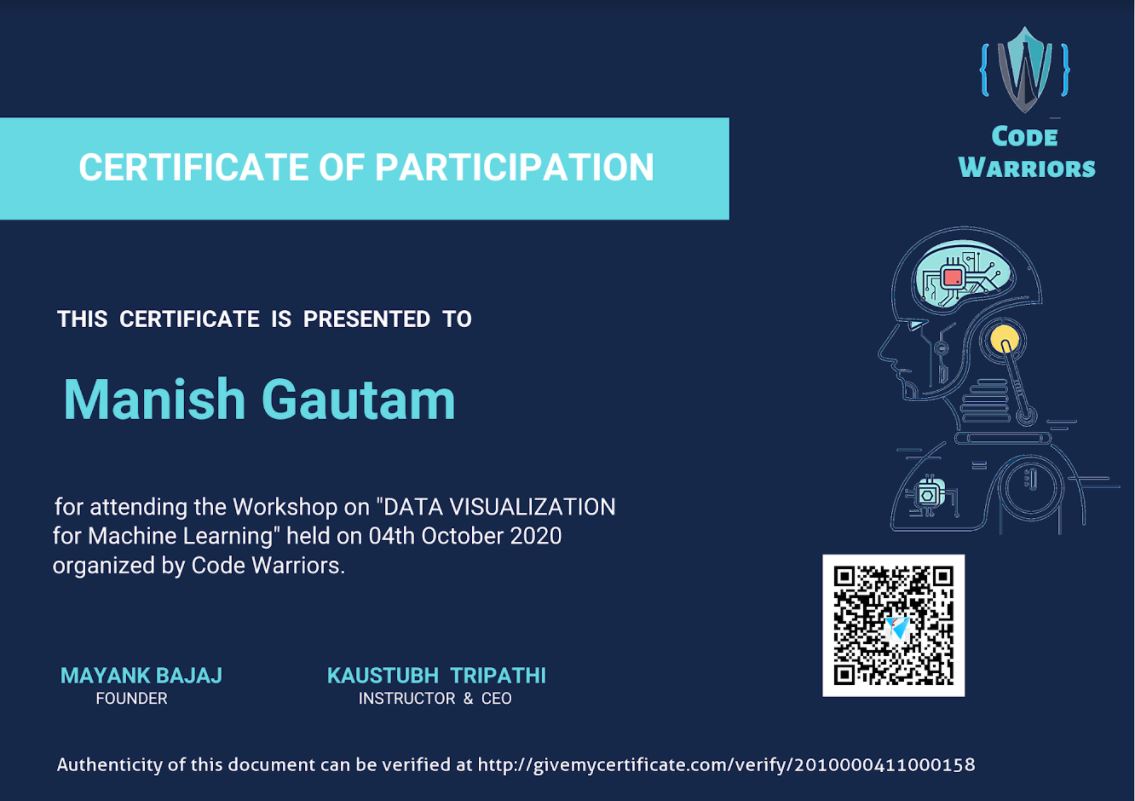 CODE
WARRIORS
CERTIFICATE OF PARTICIPATION
THIS CERTIFICATE IS PRESENTED TO
Manish Gautam
for attending the Workshop on "DATA VISUALIZATION
for Machine Learning" held on 04th October 2020
organized by Code Warriors.
MAYANK BAJAJ
FOUNDER
KAUSTUBH TRIPATHI
INSTRUCTOR & CEO
Authenticity of this document can be verified at http://givemycertificate.com/verify/2010000411000158